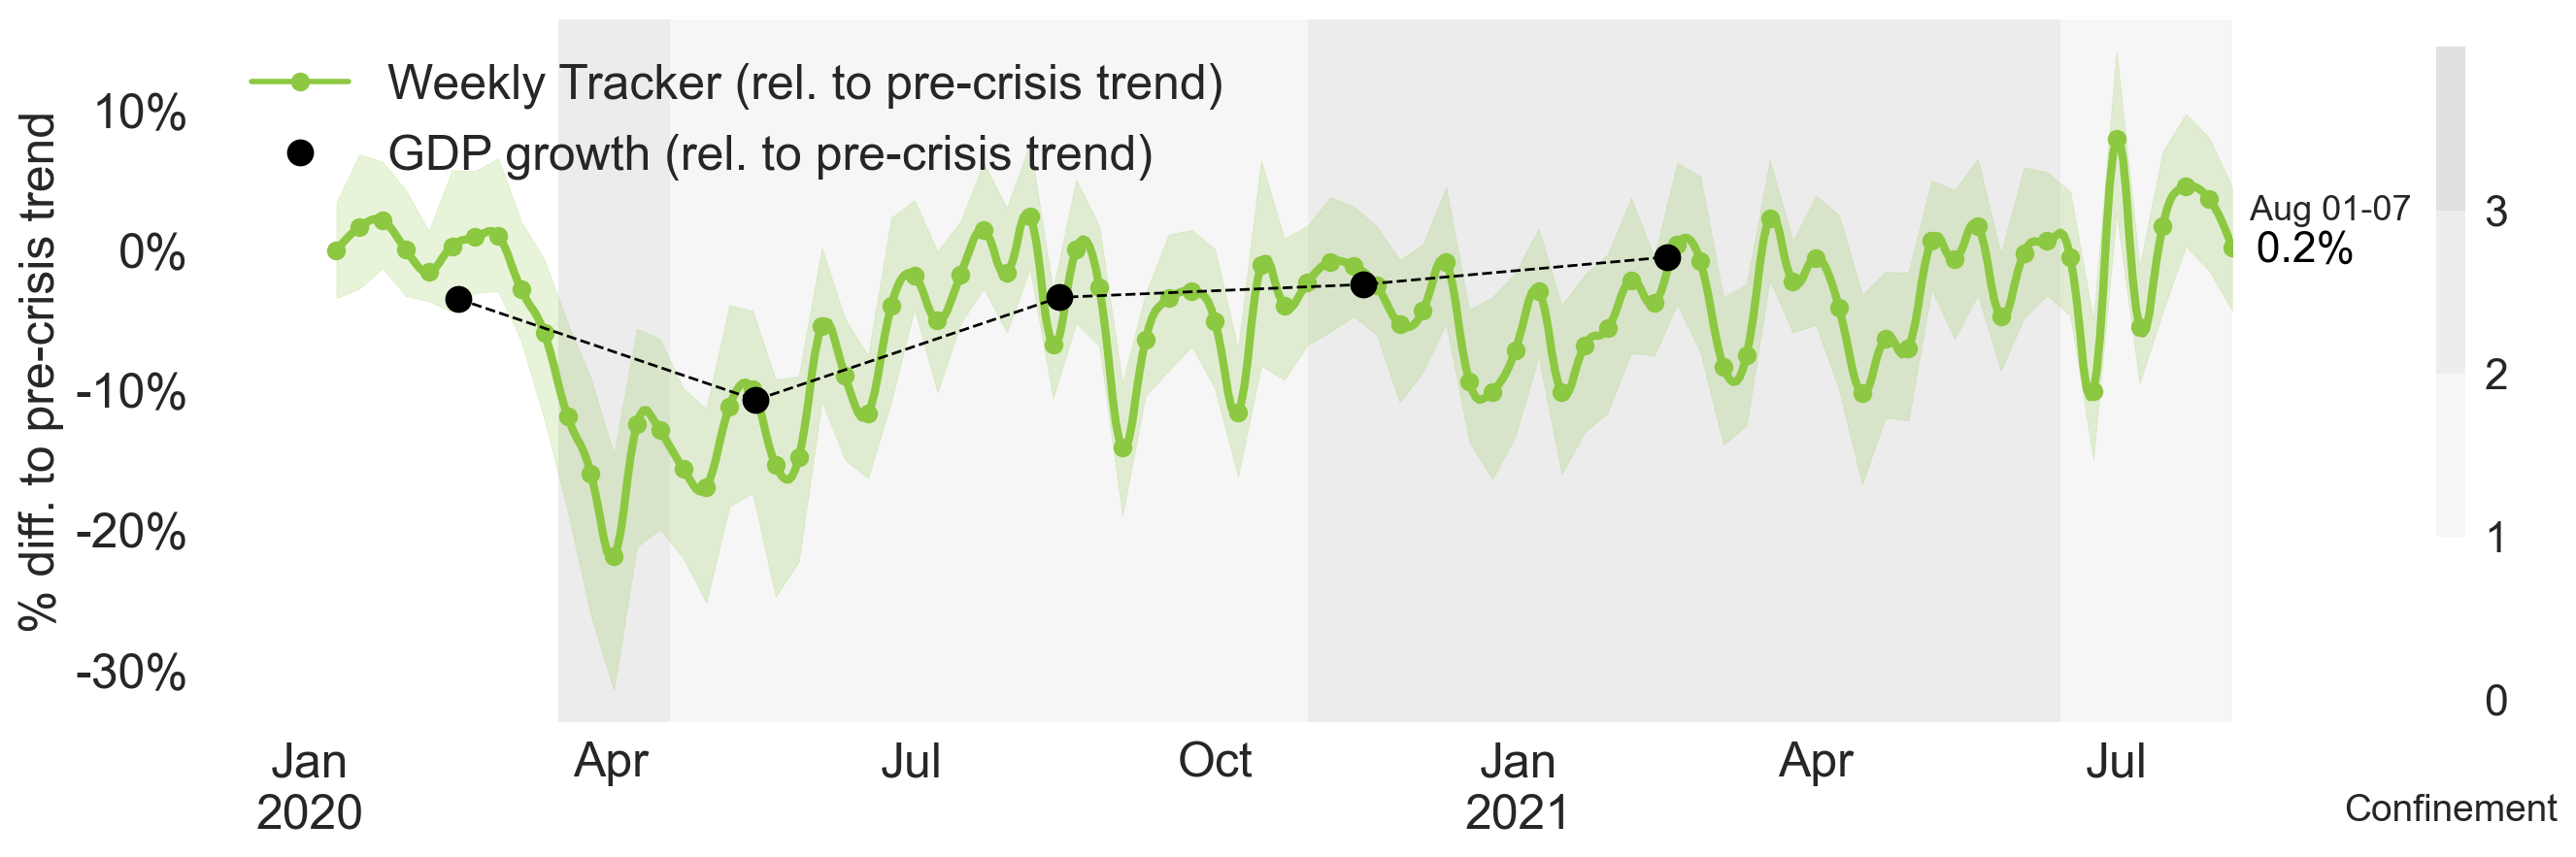 Weekly Tracker (rel. to pre-crisis trend)
GDP growth (rel. to pre-crisis trend)
% diff. to pre-crisis trend
10%
0%
-10%
-20%
-30%
Jan
2020
Apr
Jul
Oct
Jan
2021
Apr
Jul
Aug 01-07
0.2%
3
2
1
0
Confinement